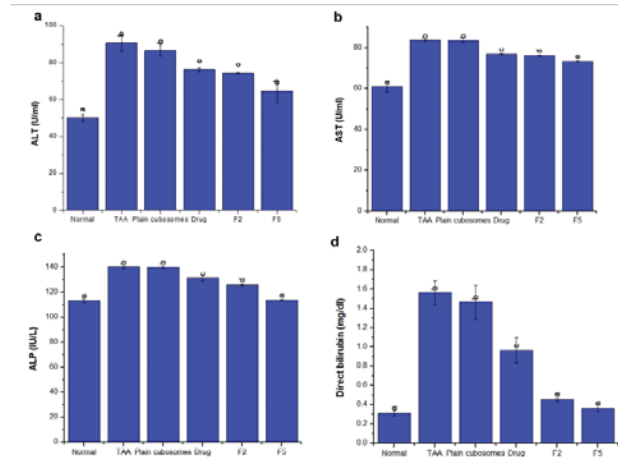 a
ALT (U/ml)
100
80
60
40
20
0
Normal TAA Plain cubosomes Drug F2 F5
b
AST (U/ml)
80
60
40
20
0
Normal TAA Plain cubosomes Drug F2 F5
c
ALP (IU/L)
140
120
100
80
60
40
20
0
Normal TAA Plain cubosomes Drug F2 F5
d
Direct bilirubin (mg/dl)
2.0
1.8
1.6
1.4
1.2
1.0
0.8
0.6
0.4
0.2
0.0
Normal TAA Plain cubosomes Drug F2 F5